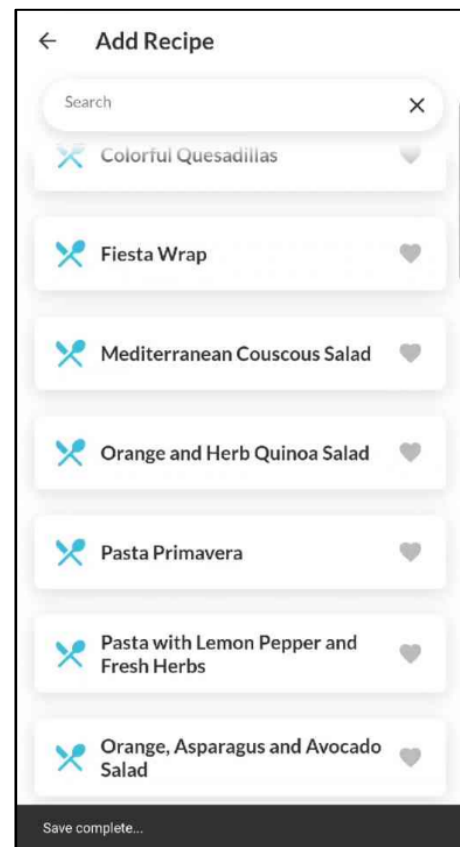 Add Recipe
Search
Colorful Quesadillas
Fiesta Wrap
Mediterranean Couscous Salad
Orange and Herb Quinoa Salad
Pasta Primavera
Pasta with Lemon Pepper and
Fresh Herbs
Orange, Asparagus and Avocado
Salad
Save complete...